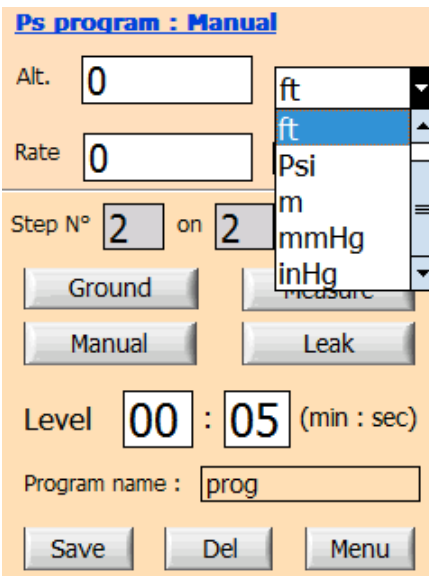 Ps program : Manual
Alt. 0 ft
ft
Rate 0 Psi
m
Step N° 2 on 2 mmHg
inHg
Ground Measure
Manual Leak
Level 00 : 05 (min : sec)
Program name : prog
Save Del Menu